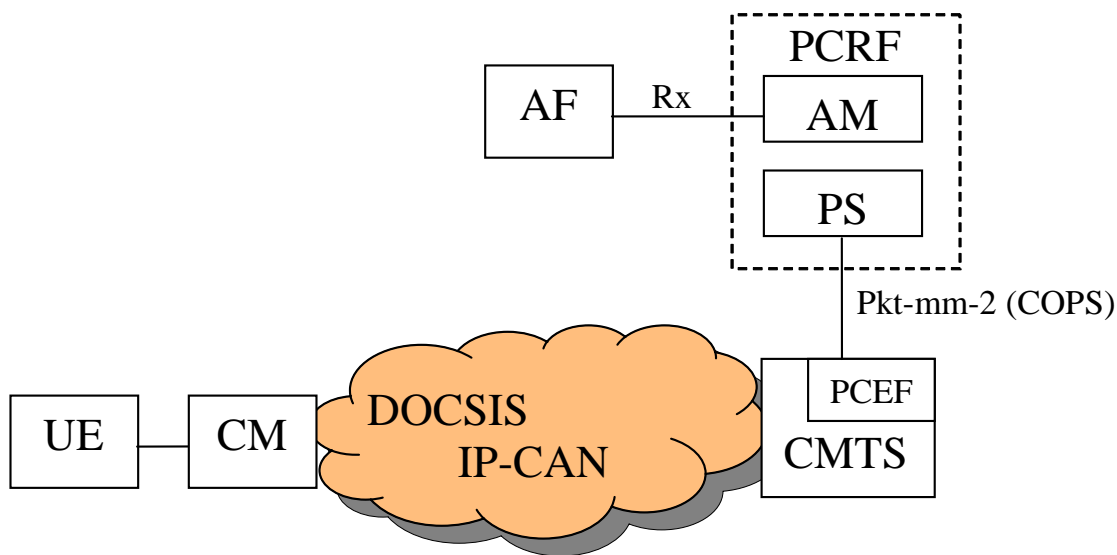 PCRF
AF
Rx
AM
PS
Pkt-mm-2 (COPS)
PCEF
UE
CM
DOCSIS
IP-CAN
CMTS